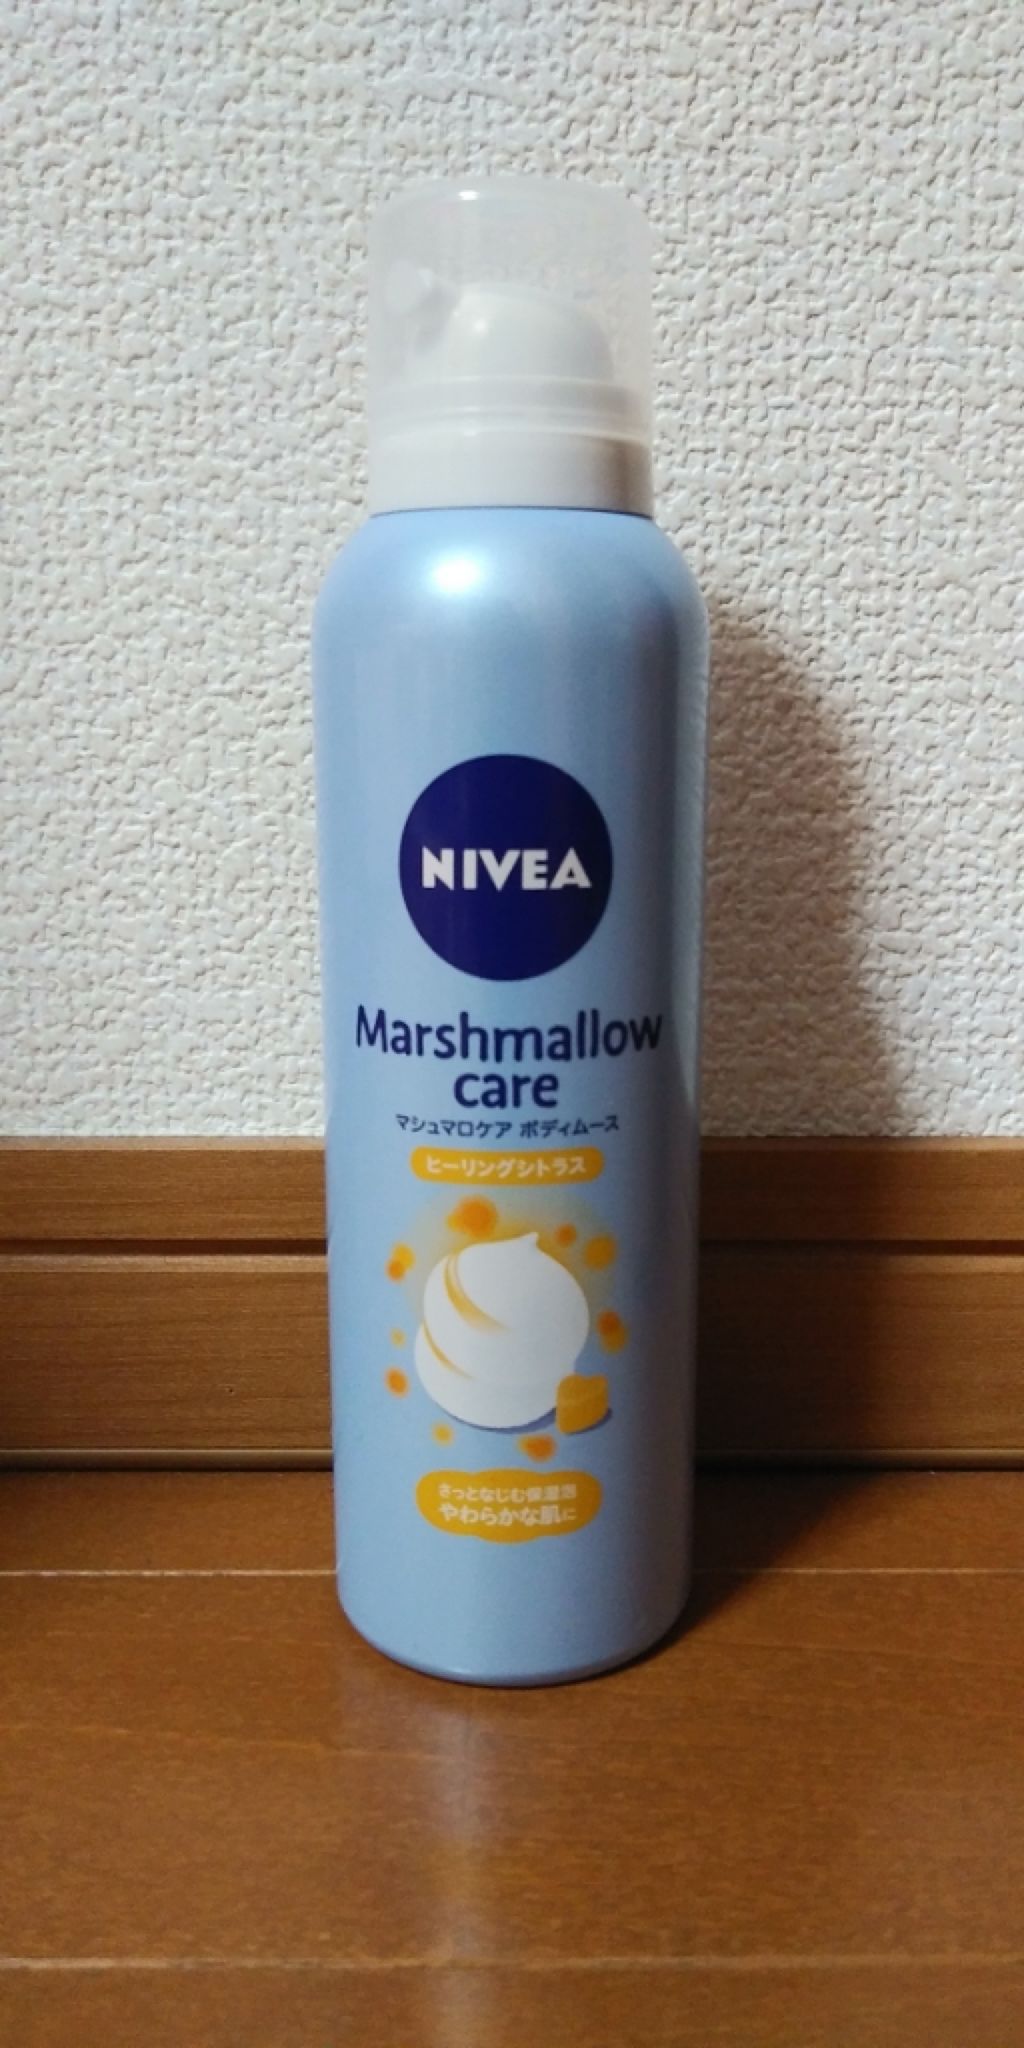 NIVEA
Marshmallow
care
マシュマロケア ボディムース
ヒーリングシトラス
さっとなじむ保湿泡
やわらかな肌に